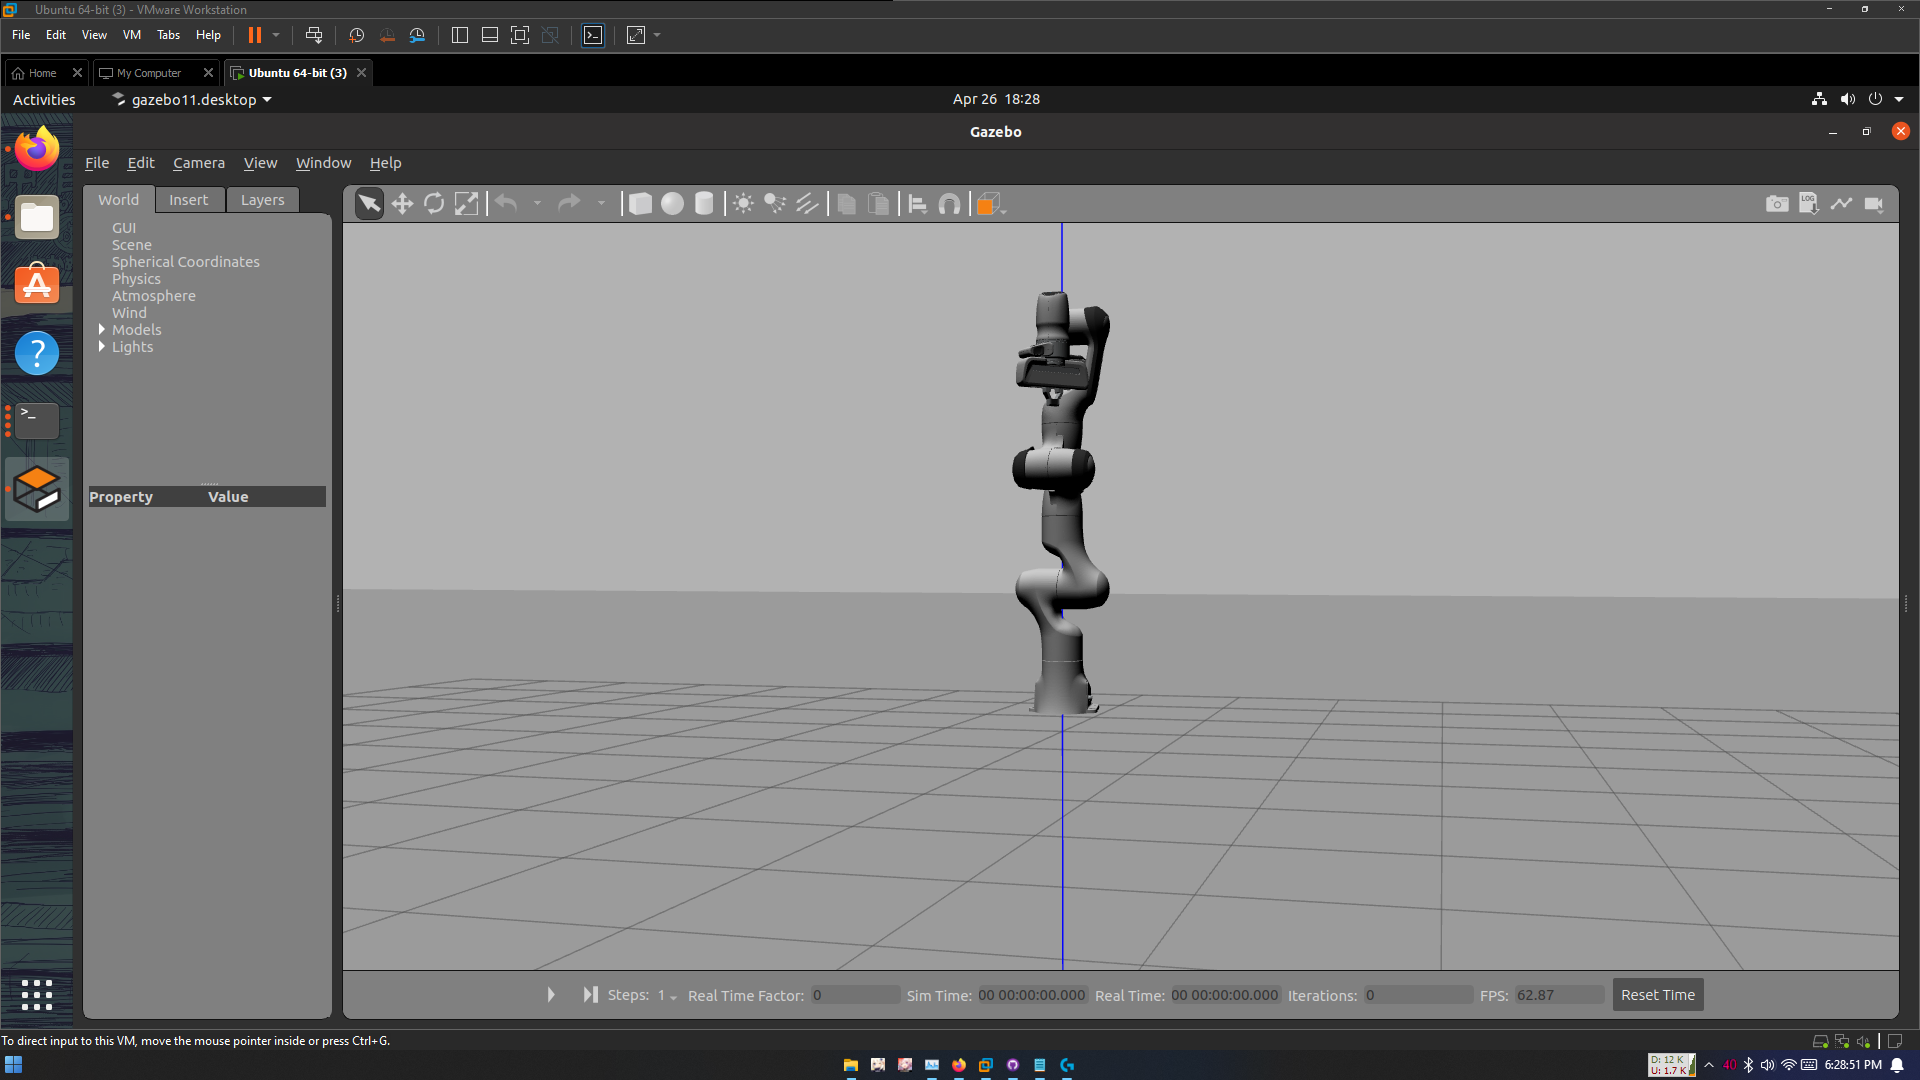 Ubuntu 64-bit (3) - VMware Workstation
File Edit View VM Tabs Help
Home My Computer Ubuntu 64-bit (3)
Activities gazebo11.desktop Apr 26 18:28
Gazebo
File Edit Camera View Window Help
World Insert Layers
LOG
GUI
Scene
Spherical Coordinates
Physics
Atmosphere
Wind
Models
Lights
Property Value
Steps: 1 Real Time Factor: 0 Sim Time: 00 00:00:00.000 Real Time: 00 00:00:00.000 Iterations: 0 FPS: 62.87 Reset Time
To direct input to this VM, move the mouse pointer inside or press Ctrl+G.
D: 12 K
U: 1.7 K
40
6:28:51 PM